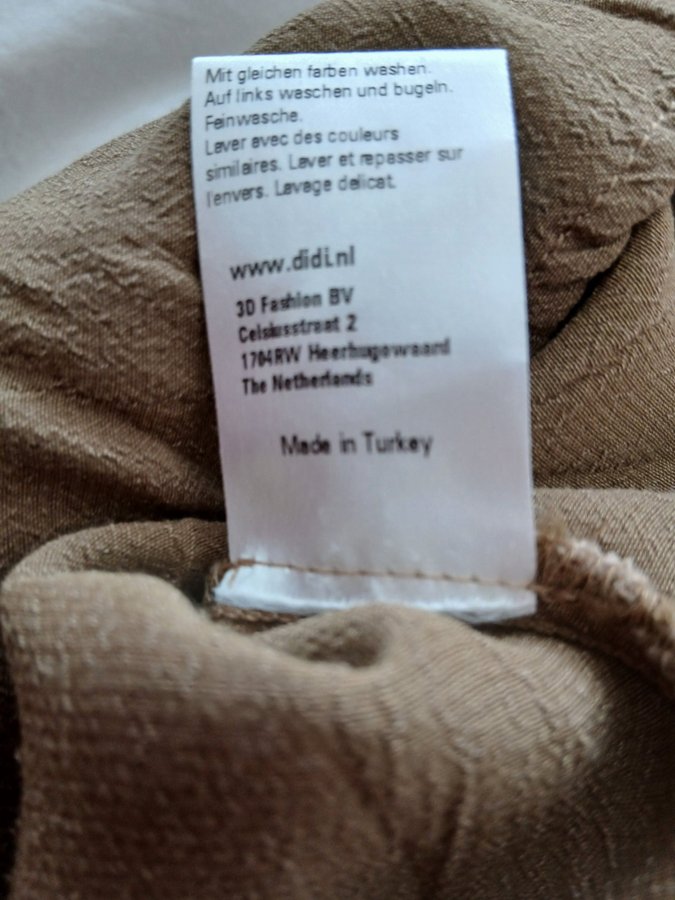 Mit gleichen farben washen.
Auf links waschen und bugeln.
Feinwasche.
Laver avec des couleurs
similaires. Laver et repasser sur
l'envers. Lavage delicat.
www.didi.nl
3D Fashion BV
Celsiusstraat 2
1704RW Heerhugowaard
The Netherlands
Made in Turkey